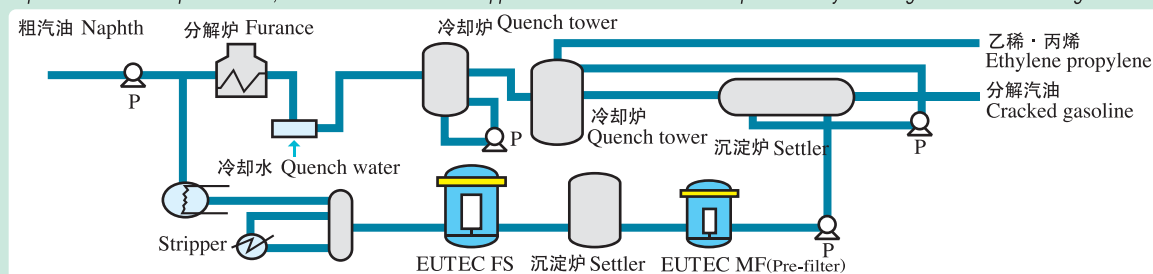 粗汽油 Naphth
分解炉 Furance
冷却炉 Quench tower
乙稀·丙烯
Ethylene propylene
P
分解汽油
Cracked gasoline
冷却炉
Quench tower
P
沉淀炉 Settler
P
冷却水 Quench water
Stripper
P
EUTEC FS
沉淀炉 Settler
EUTEC MF(Pre-filter)